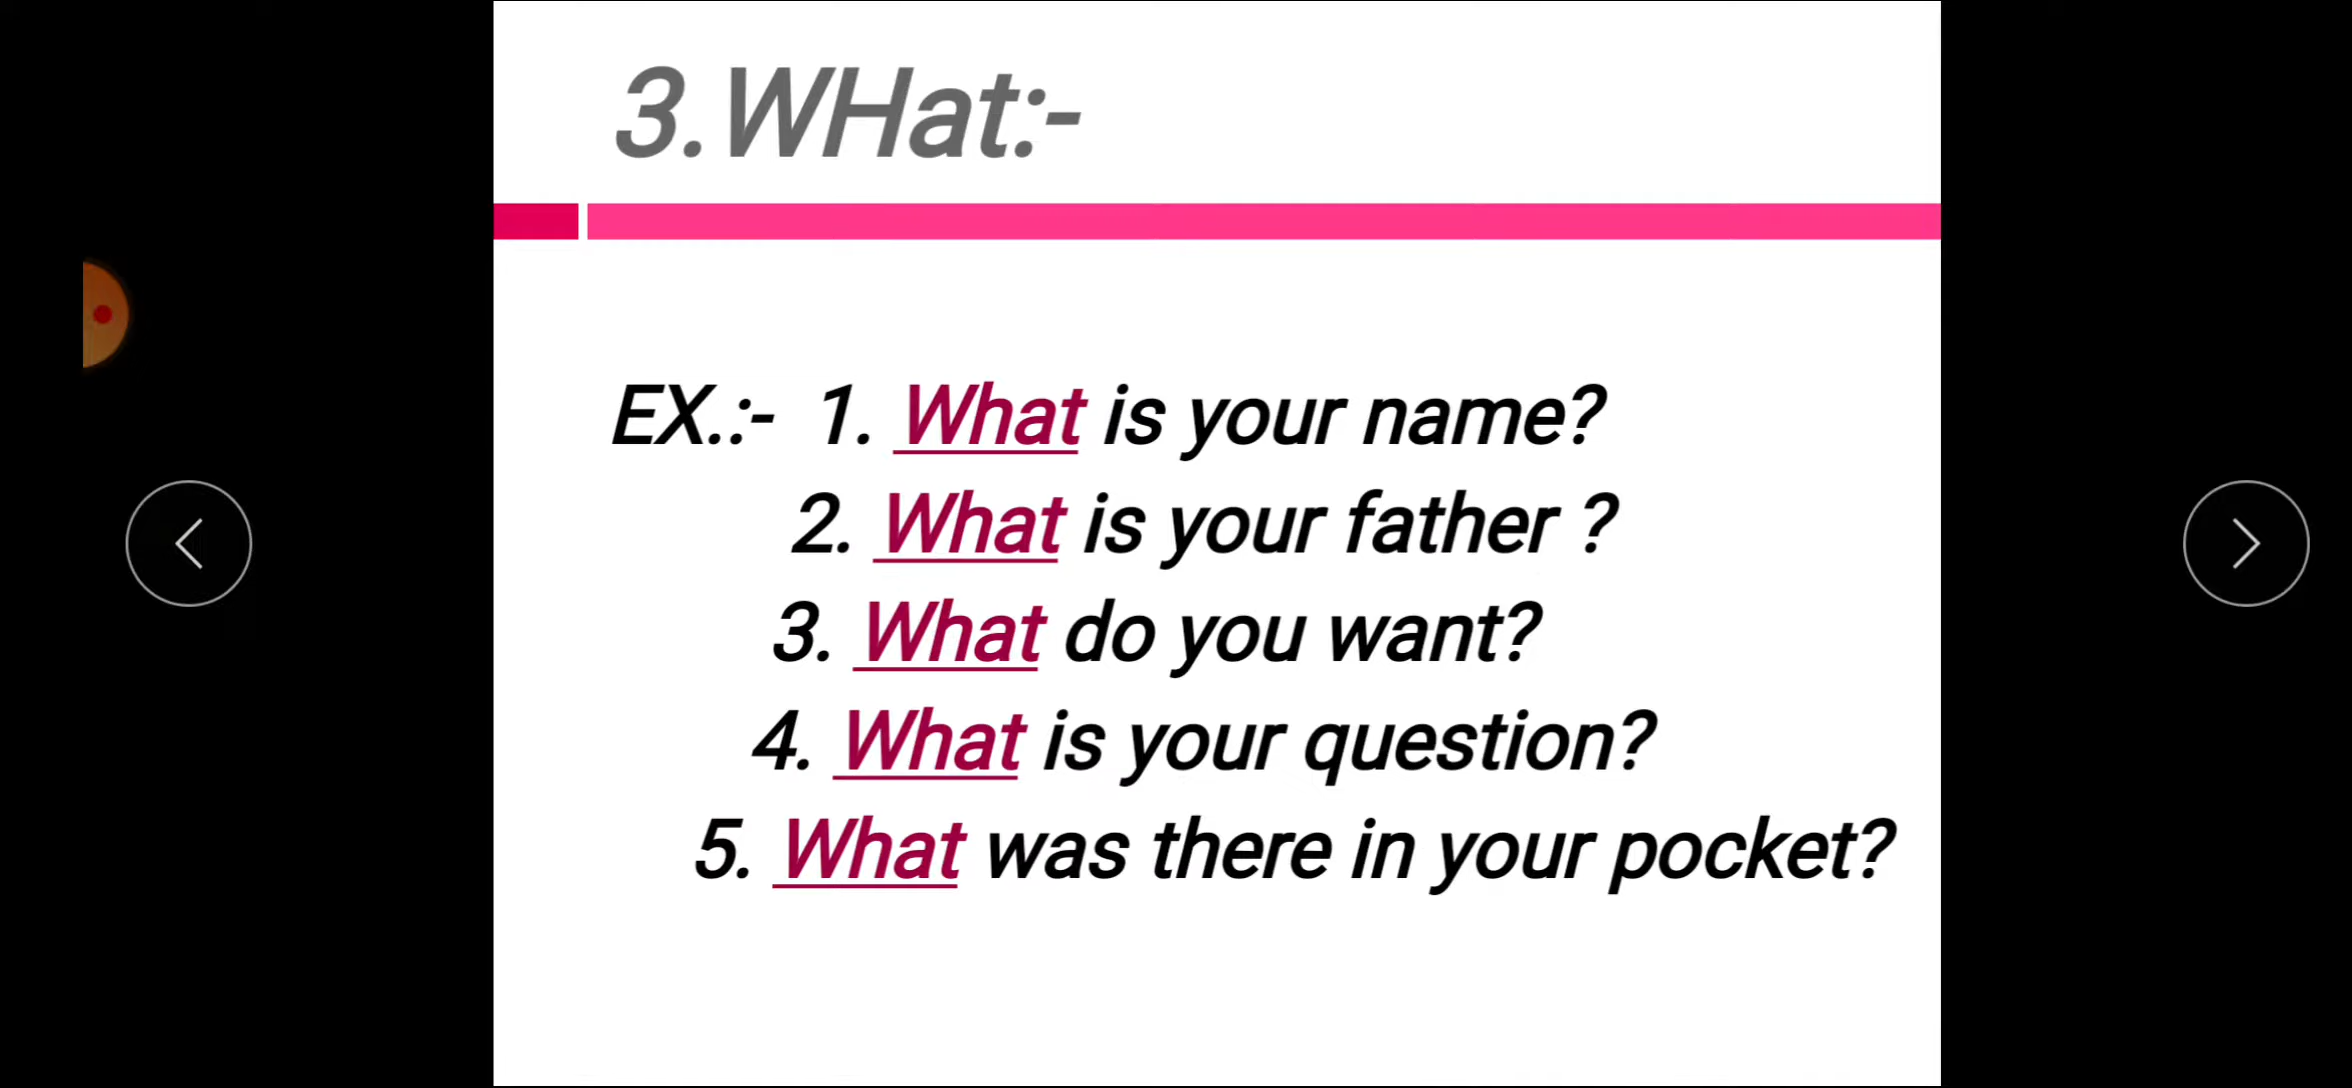 3.WHat:-
EX.:- 1. What is your name?
2. What is your father ?
3. What do you want?
4. What is your question?
5. What was there in your pocket?